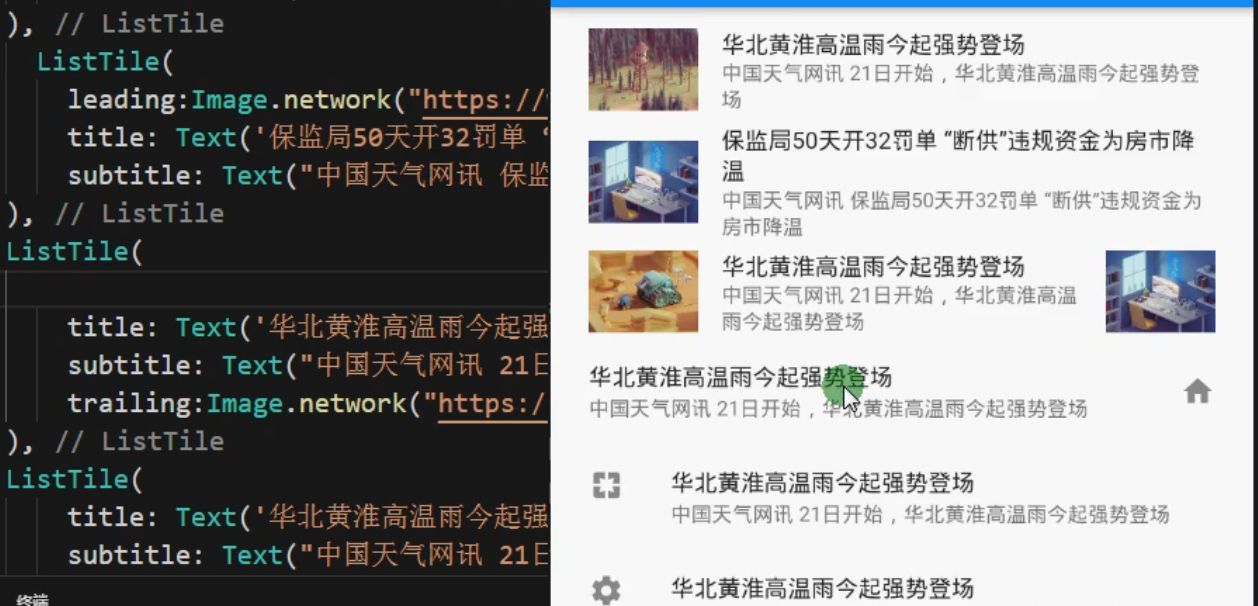 ), // ListTile
ListTile(
leading:Image.network("https://
title: Text('保监局50天开32罚单 “
subtitle: Text("中国天气网讯 保监
), // ListTile
ListTile(
title: Text('华北黄淮高温雨今起强
subtitle: Text("中国天气网讯 21日
trailing:Image.network("https:/
), // ListTile
ListTile(
title: Text('华北黄淮高温雨今起强
subtitle: Text("中国天气网讯 21日
终端
华北黄淮高温雨今起强势登场
中国天气网讯 21日开始，华北黄淮高温雨今起强势登
场
保监局50天开32罚单 “断供”违规资金为房市降
温
中国天气网讯 保监局50天开32罚单 “断供”违规资金为
房市降温
华北黄淮高温雨今起强势登场
中国天气网讯 21日开始，华北黄淮高温
雨今起强势登场
华北黄淮高温雨今起强势登场
中国天气网讯 21日开始，华北黄淮高温雨今起强势登场
华北黄淮高温雨今起强势登场
中国天气网讯 21日开始，华北黄淮高温雨今起强势登场
华北黄淮高温雨今起强势登场